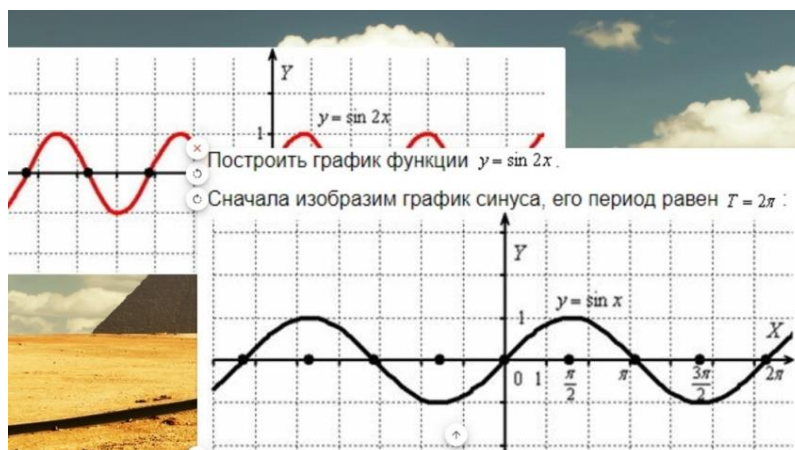 Y
y = sin 2x
1
Построить график функции y = sin 2x.
Сначала изобразим график синуса, его период равен T = 2π :
Y
y = sin x
1
X
0 1 π/2 π 3π/2 2π